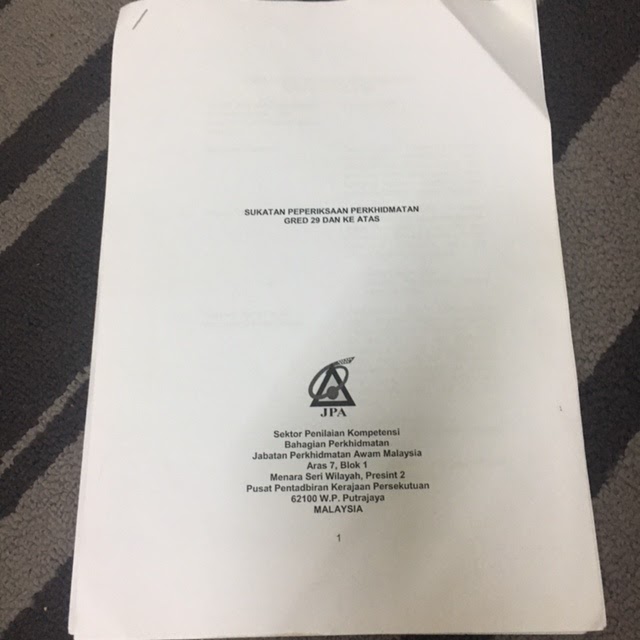 SUKATAN PEPERIKSAAN PERKHIDMATAN
GRED 29 DAN KE ATAS
JPA
Sektor Penilaian Kompetensi
Bahagian Perkhidmatan
Jabatan Perkhidmatan Awam Malaysia
Aras 7, Blok 1
Menara Seri Wilayah, Presint 2
Pusat Pentadbiran Kerajaan Persekutuan
62100 W.P. Putrajaya
MALAYSIA
1